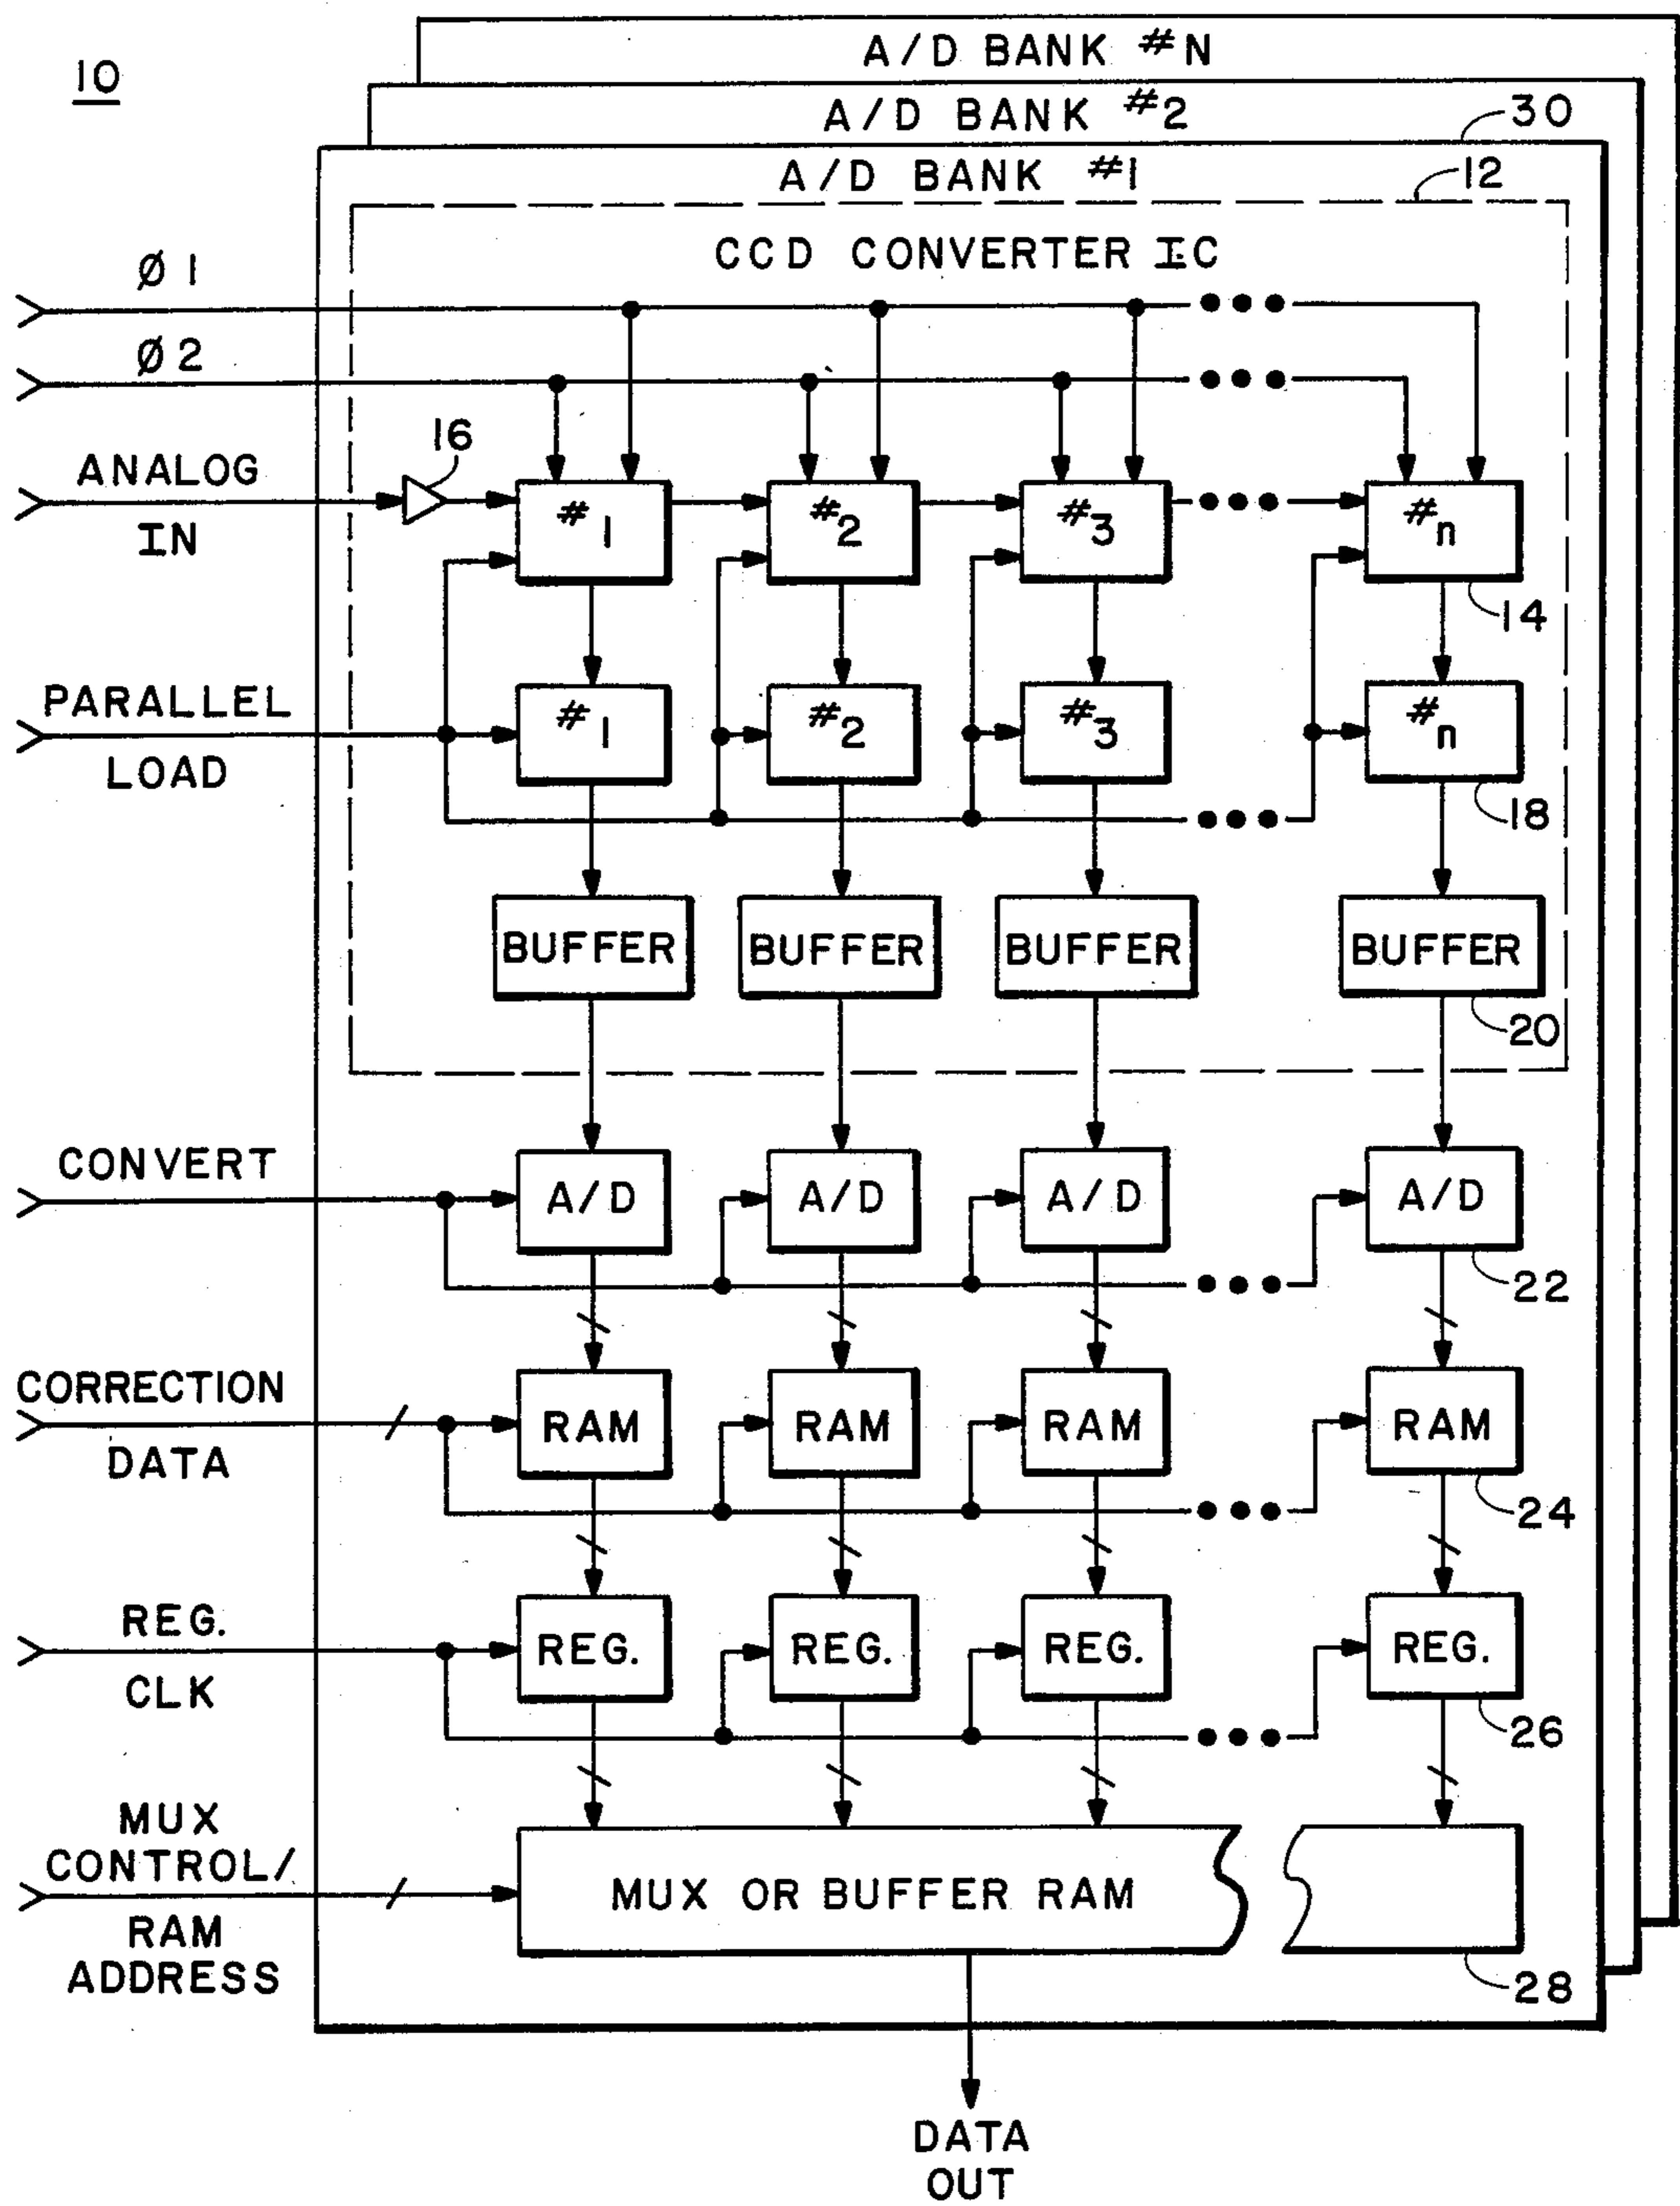 A/D BANK #N
10
A/D BANK #2
30
A/D BANK #1
12
CCD CONVERTER IC
Ø1
Ø2
16
ANALOG
IN
#1 #2 #3 #n
14
PARALLEL
LOAD
#1 #2 #3 #n
18
BUFFER BUFFER BUFFER BUFFER
20
CONVERT
A/D A/D A/D A/D
22
CORRECTION
DATA
RAM RAM RAM RAM
24
REG.
CLK
REG. REG. REG. REG.
26
MUX
CONTROL/
RAM
ADDRESS
MUX OR BUFFER RAM
28
DATA
OUT